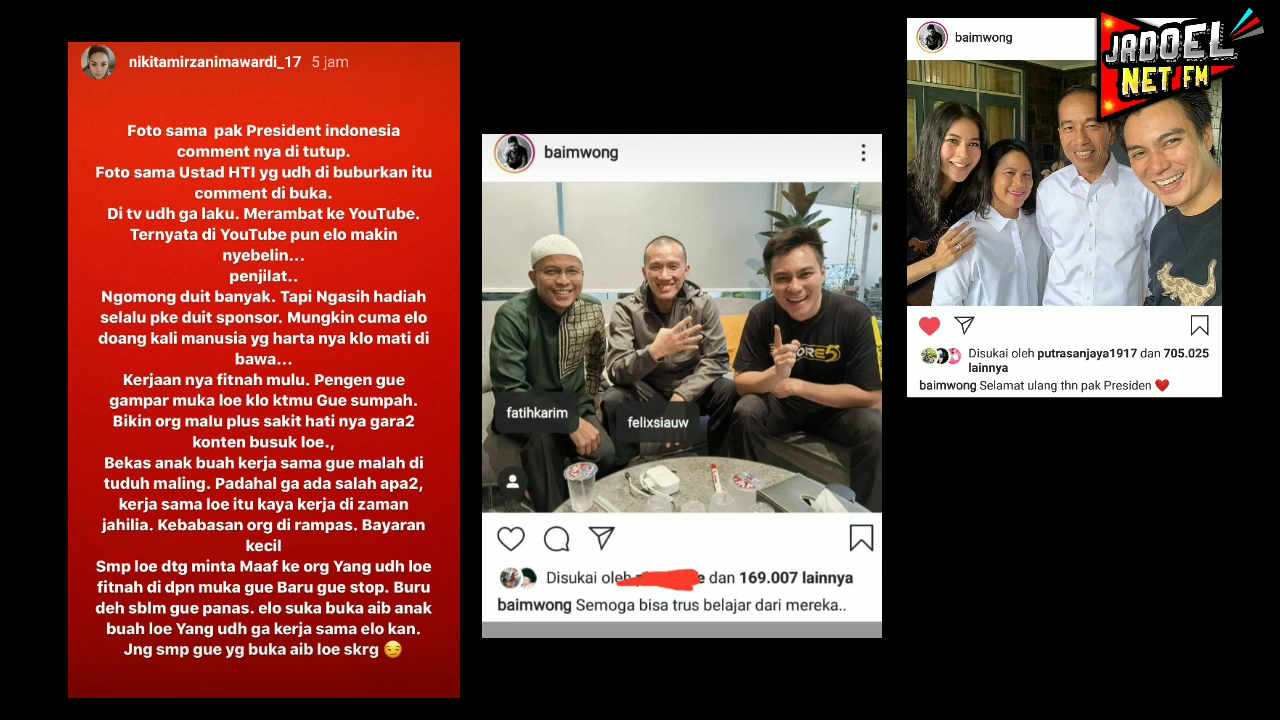 nikitamirzanimawardi_17 5 jam
Foto sama pak President indonesia
comment nya di tutup.
Foto sama Ustad HTI yg udh di buburkan itu
comment di buka.
Di tv udh ga laku. Merambat ke YouTube.
Ternyata di YouTube pun elo makin
nyebelin...
penjilat..
Ngomong duit banyak. Tapi Ngasih hadiah
selalu pke duit sponsor. Mungkin cuma elo
doang kali manusia yg harta nya klo mati di
bawa...
Kerjaan nya fitnah mulu. Pengen gue
gampar muka loe klo ktmu Gue sumpah.
Bikin org malu plus sakit hati nya gara2
konten busuk loe.,
Bekas anak buah kerja sama gue malah di
tuduh maling. Padahal ga ada salah apa2,
kerja sama loe itu kaya kerja di zaman
jahilia. Kebabasan org di rampas. Bayaran
kecil
Smp loe dtg minta Maaf ke org Yang udh loe
fitnah di dpn muka gue Baru gue stop. Buru
deh sblm gue panas. elo suka buka aib anak
buah loe Yang udh ga kerja sama elo kan.
Jng smp gue yg buka aib loe skrg 😏
baimwong
ORE5
fatihkarim
felixsiauw
Disukai oleh dan 169.007 lainnya
baimwong Semoga bisa trus belajar dari mereka..
baimwong
JADOEL
NET FM
Disukai oleh putrasanjaya1917 dan 705.025
lainnya
baimwong Selamat ulang thn pak Presiden ❤️